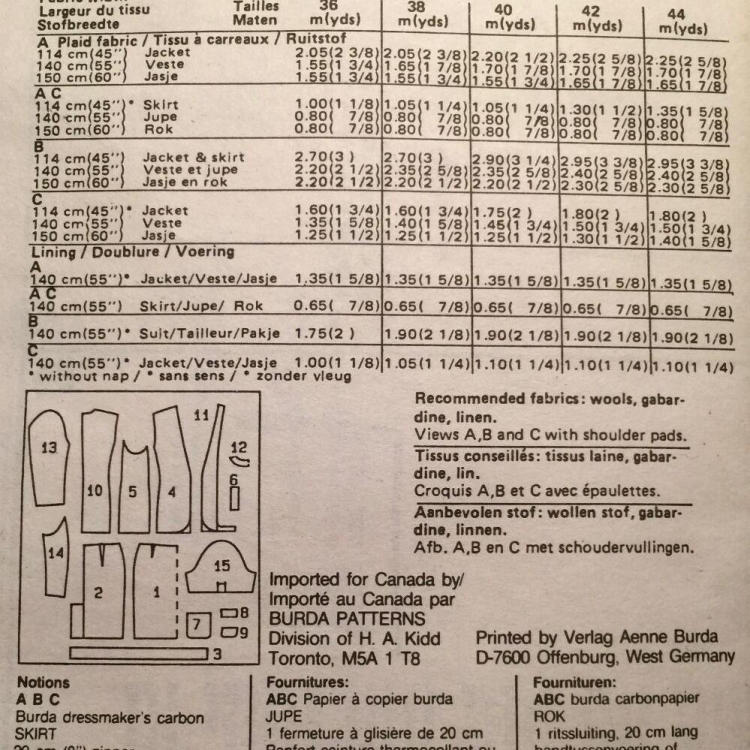 Largeur du tissu Tailles 36 38 40 42 44
Stofbreedte Maten m(yds) m(yds) m(yds) m(yds) m(yds)
A Plaid fabric / Tissu à carreaux / Ruitstof
114 cm(45") Jacket 2.05(2 3/8) 2.05(2 3/8) 2.20(2 1/2) 2.25(2 5/8) 2.25(2 5/8)
140 cm(55") Veste 1.55(1 3/4) 1.65(1 7/8) 1.70(1 7/8) 1.70(1 7/8) 1.70(1 7/8)
150 cm(60") Jasje 1.55(1 3/4) 1.55(1 3/4) 1.55(1 3/4) 1.65(1 7/8) 1.65(1 7/8)
A C
114 cm(45")* Skirt 1.00(1 1/8) 1.05(1 1/4) 1.05(1 1/4) 1.30(1 1/2) 1.35(1 5/8)
140 cm(55") Jupe 0.80( 7/8) 0.80( 7/8) 0.80( 7/8) 0.80( 7/8) 0.80( 7/8)
150 cm(60") Rok 0.80( 7/8) 0.80( 7/8) 0.80( 7/8) 0.80( 7/8) 0.80( 7/8)
B
114 cm(45") Jacket & skirt 2.70(3 ) 2.70(3 ) 2.90(3 1/4) 2.95(3 3/8) 2.95(3 3/8)
140 cm(55") Veste et jupe 2.20(2 1/2) 2.35(2 5/8) 2.35(2 5/8) 2.40(2 5/8) 2.40(2 5/8)
150 cm(60") Jasje en rok 2.20(2 1/2) 2.20(2 1/2) 2.20(2 1/2) 2.30(2 5/8) 2.30(2 5/8)
C
114 cm(45")* Jacket 1.60(1 3/4) 1.60(1 3/4) 1.75(2 ) 1.80(2 ) 1.80(2 )
140 cm(55") Veste 1.35(1 5/8) 1.40(1 5/8) 1.45(1 3/4) 1.50(1 3/4) 1.50(1 3/4)
150 cm(60") Jasje 1.25(1 1/2) 1.25(1 1/2) 1.25(1 1/2) 1.30(1 1/2) 1.40(1 5/8)
Lining / Doublure / Voering
A
140 cm(55")* Jacket/Veste/Jasje 1.35(1 5/8) 1.35(1 5/8) 1.35(1 5/8) 1.35(1 5/8) 1.35(1 5/8)
A C
140 cm(55") Skirt/Jupe/ Rok 0.65( 7/8) 0.65( 7/8) 0.65( 7/8) 0.65( 7/8) 0.65( 7/8)
B
140 cm(55")* Suit/Tailleur/Pakje 1.75(2 ) 1.90(2 1/8) 1.90(2 1/8) 1.90(2 1/8) 1.90(2 1/8)
C
140 cm(55")* Jacket/Veste/Jasje 1.00(1 1/8) 1.05(1 1/4) 1.10(1 1/4) 1.10(1 1/4) 1.10(1 1/4)
* without nap / * sans sens / * zonder vleug
13
10
5
4
11
12
6
14
2
1
15
7
8
9
3
Recommended fabrics: wools, gabar-
dine, linen.
Views A,B and C with shoulder pads.
Tissus conseillés: tissus laine, gabar-
dine, lin.
Croquis A,B et C avec épaulettes.
Aanbevolen stof: wollen stof, gabar-
dine, linnen.
Afb. A,B en C met schoudervullingen.
Imported for Canada by/
Importé au Canada par
BURDA PATTERNS
Division of H. A. Kidd
Toronto, M5A 1 T8
Printed by Verlag Aenne Burda
D-7600 Offenburg, West Germany
Notions
A B C
Burda dressmaker's carbon
SKIRT
Fournitures:
ABC Papier à copier burda
JUPE
1 fermeture à glisière de 20 cm
Fournituren:
ABC burda carbonpapier
ROK
1 ritssluiting, 20 cm lang